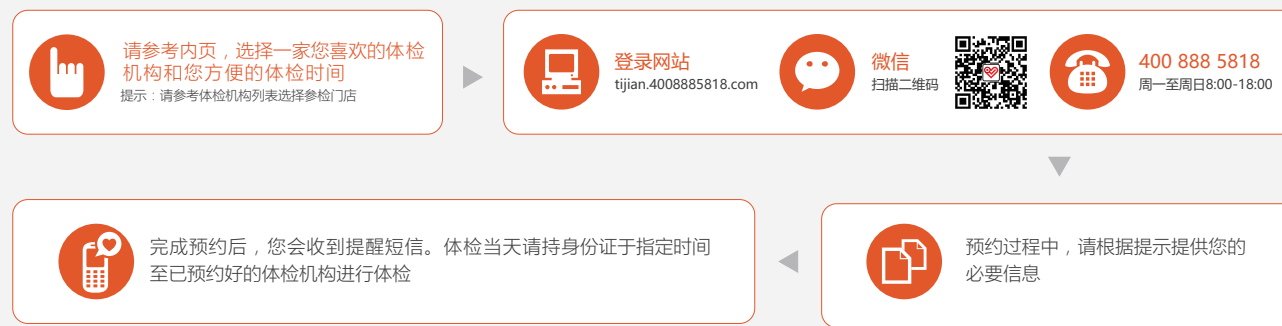 请参考内页，选择一家您喜欢的体检
机构和您方便的体检时间
提示：请参考体检机构列表选择参检门店
登录网站
tijian.4008885818.com
微信
扫描二维码
400 888 5818
周一至周日8:00-18:00
预约过程中，请根据提示提供您的
必要信息
完成预约后，您会收到提醒短信。体检当天请持身份证于指定时间
至已预约好的体检机构进行体检